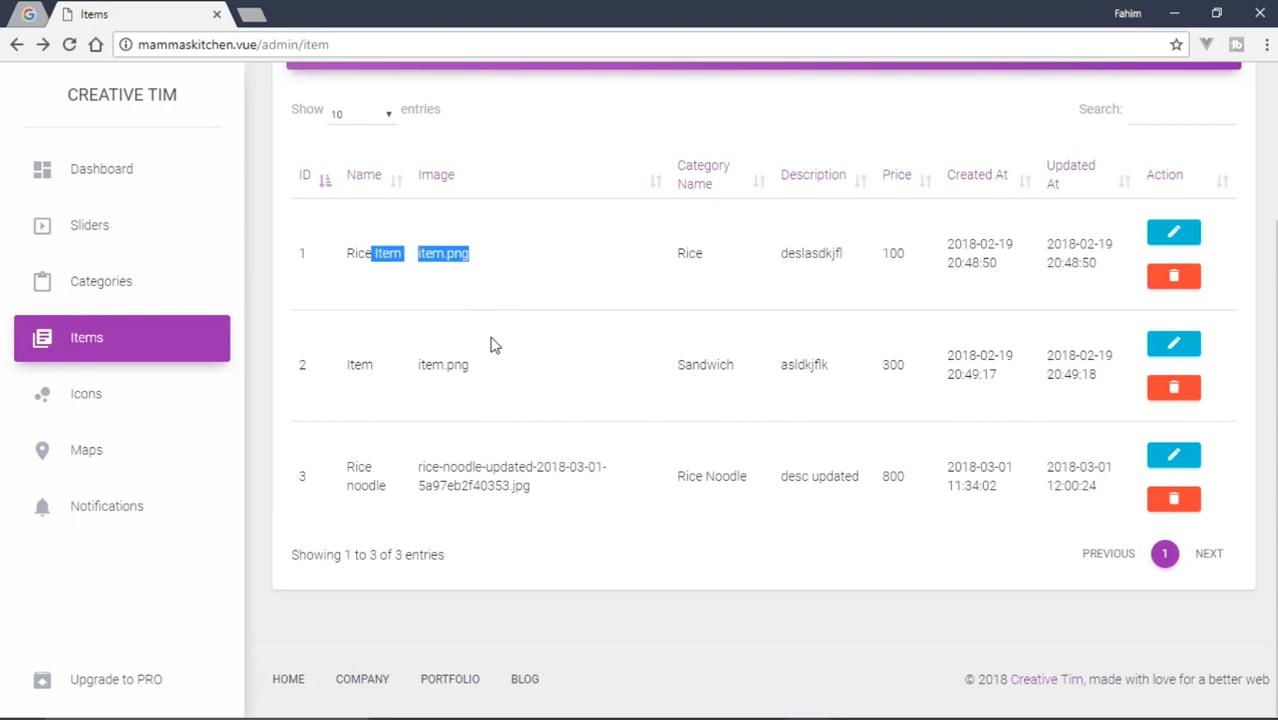 Items
Fahim
mammaskitchen.vue/admin/item
CREATIVE TIM
Dashboard
Sliders
Categories
Items
Icons
Maps
Notifications
Upgrade to PRO
Show 10 entries
Search:
ID Name Image Category Name Description Price Created At Updated At Action
1 Rice Item item.png Rice deslasdkjfl 100 2018-02-19 20:48:50 2018-02-19 20:48:50
2 Item item.png Sandwich asldkjflk 300 2018-02-19 20:49:17 2018-02-19 20:49:18
3 Rice noodle rice-noodle-updated-2018-03-01-5a97eb2f40353.jpg Rice Noodle desc updated 800 2018-03-01 11:34:02 2018-03-01 12:00:24
Showing 1 to 3 of 3 entries
PREVIOUS 1 NEXT
HOME COMPANY PORTFOLIO BLOG
© 2018 Creative Tim, made with love for a better web